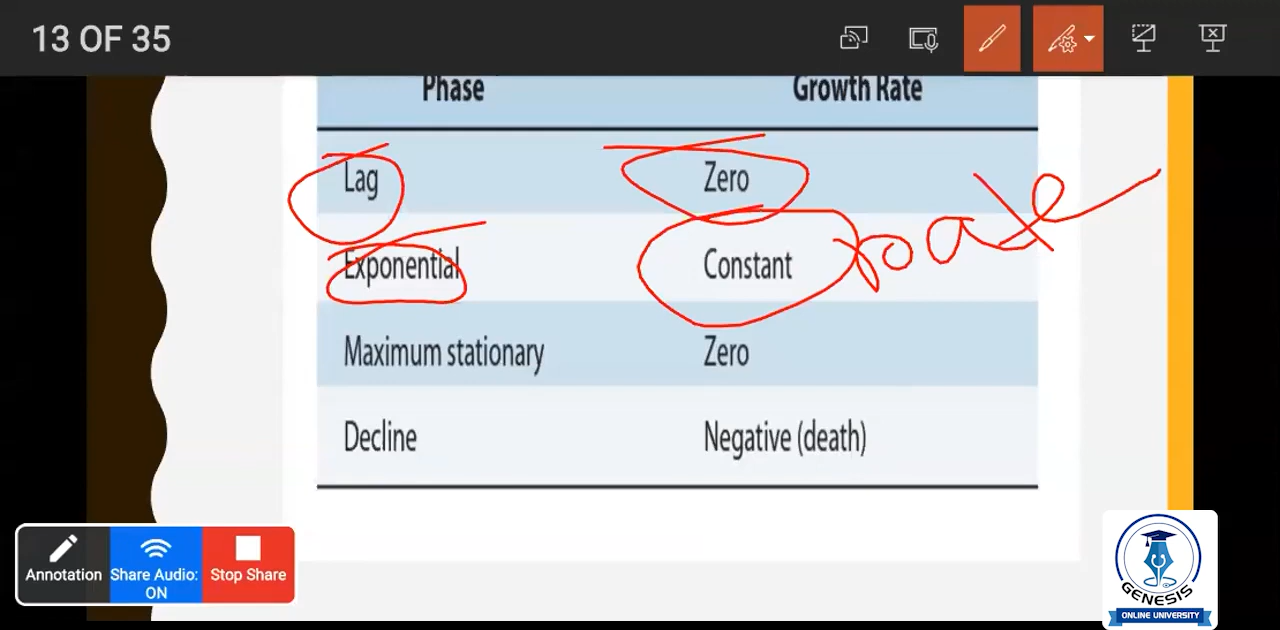 13 OF 35
Phase Growth Rate
Lag Zero
Exponential Constant rate
Maximum stationary Zero
Decline Negative (death)
Annotation
Share Audio: ON
Stop Share
GENESIS
ONLINE UNIVERSITY